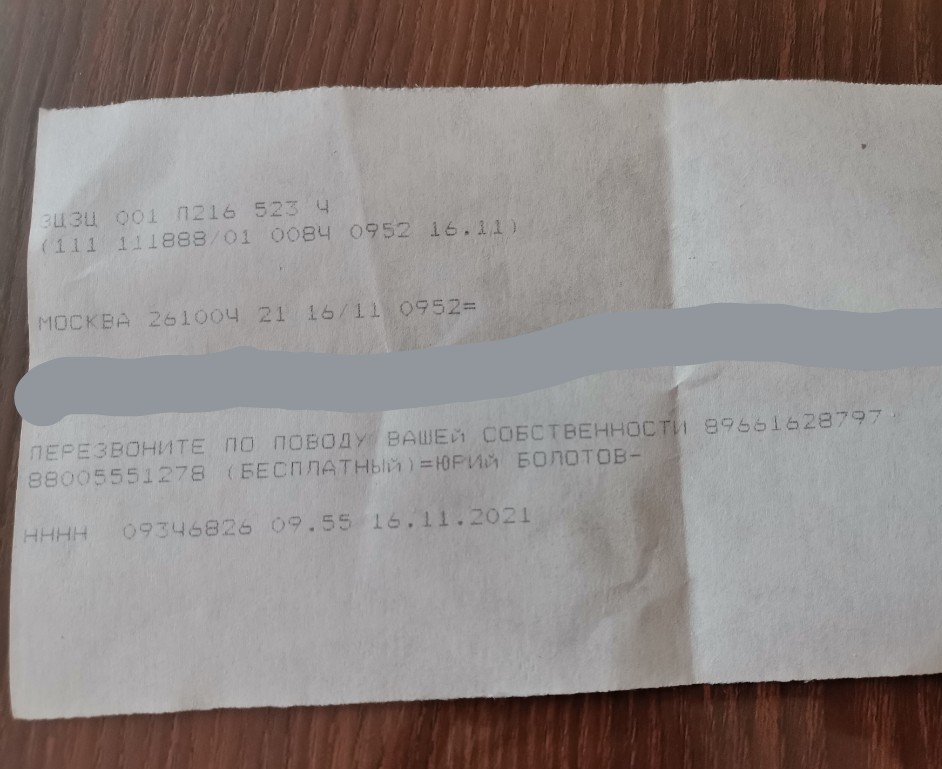 ЗЦЗЦ 001 П216 523 Ч
(111 111888/01 0084 0952 16.11)
МОСКВА 261004 21 16/11 0952=
ПЕРЕЗВОНИТЕ ПО ПОВОДУ ВАШЕЙ СОБСТВЕННОСТИ 89661628797
88005551278 (БЕСПЛАТНЫЙ)=ЮРИЙ БОЛОТОВ-
НННН 09346826 09.55 16.11.2021